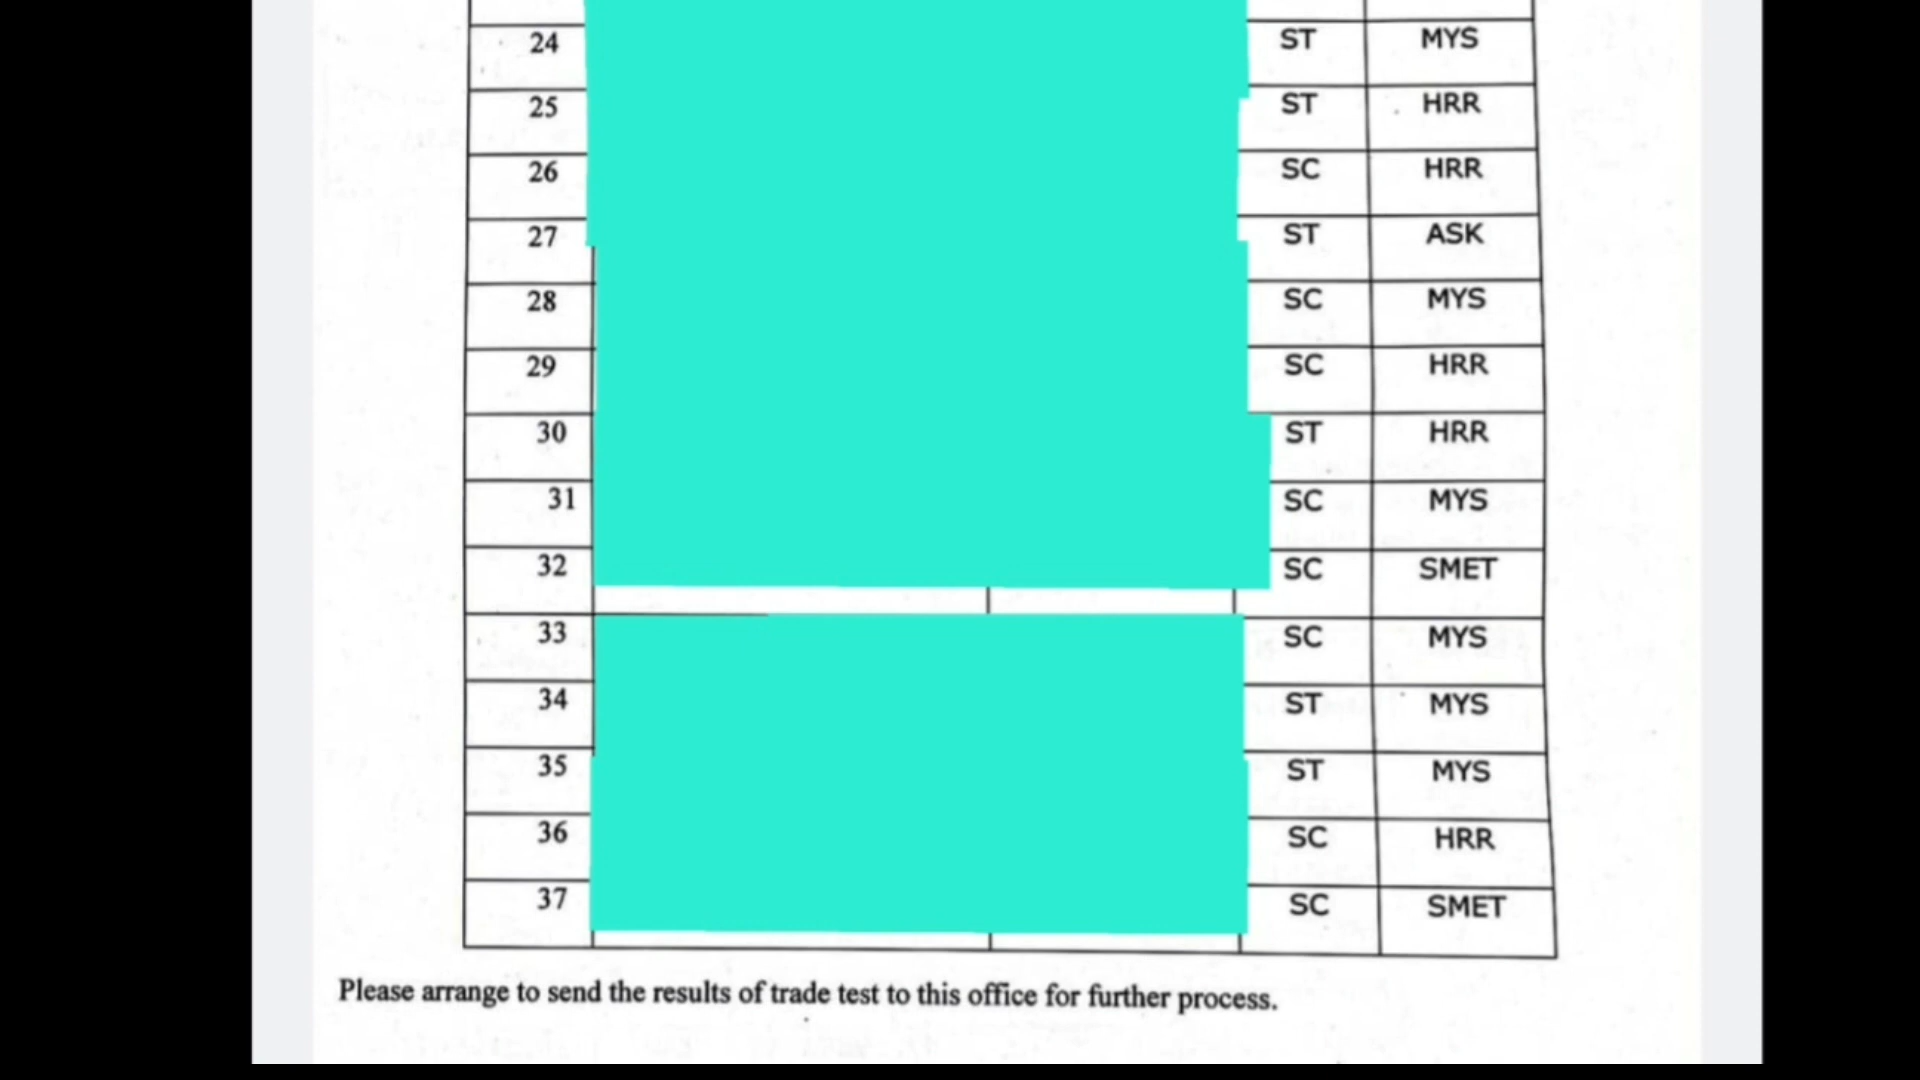 24 ST MYS
25 ST HRR
26 SC HRR
27 ST ASK
28 SC MYS
29 SC HRR
30 ST HRR
31 SC MYS
32 SC SMET
33 SC MYS
34 ST MYS
35 ST MYS
36 SC HRR
37 SC SMET
Please arrange to send the results of trade test to this office for further process.